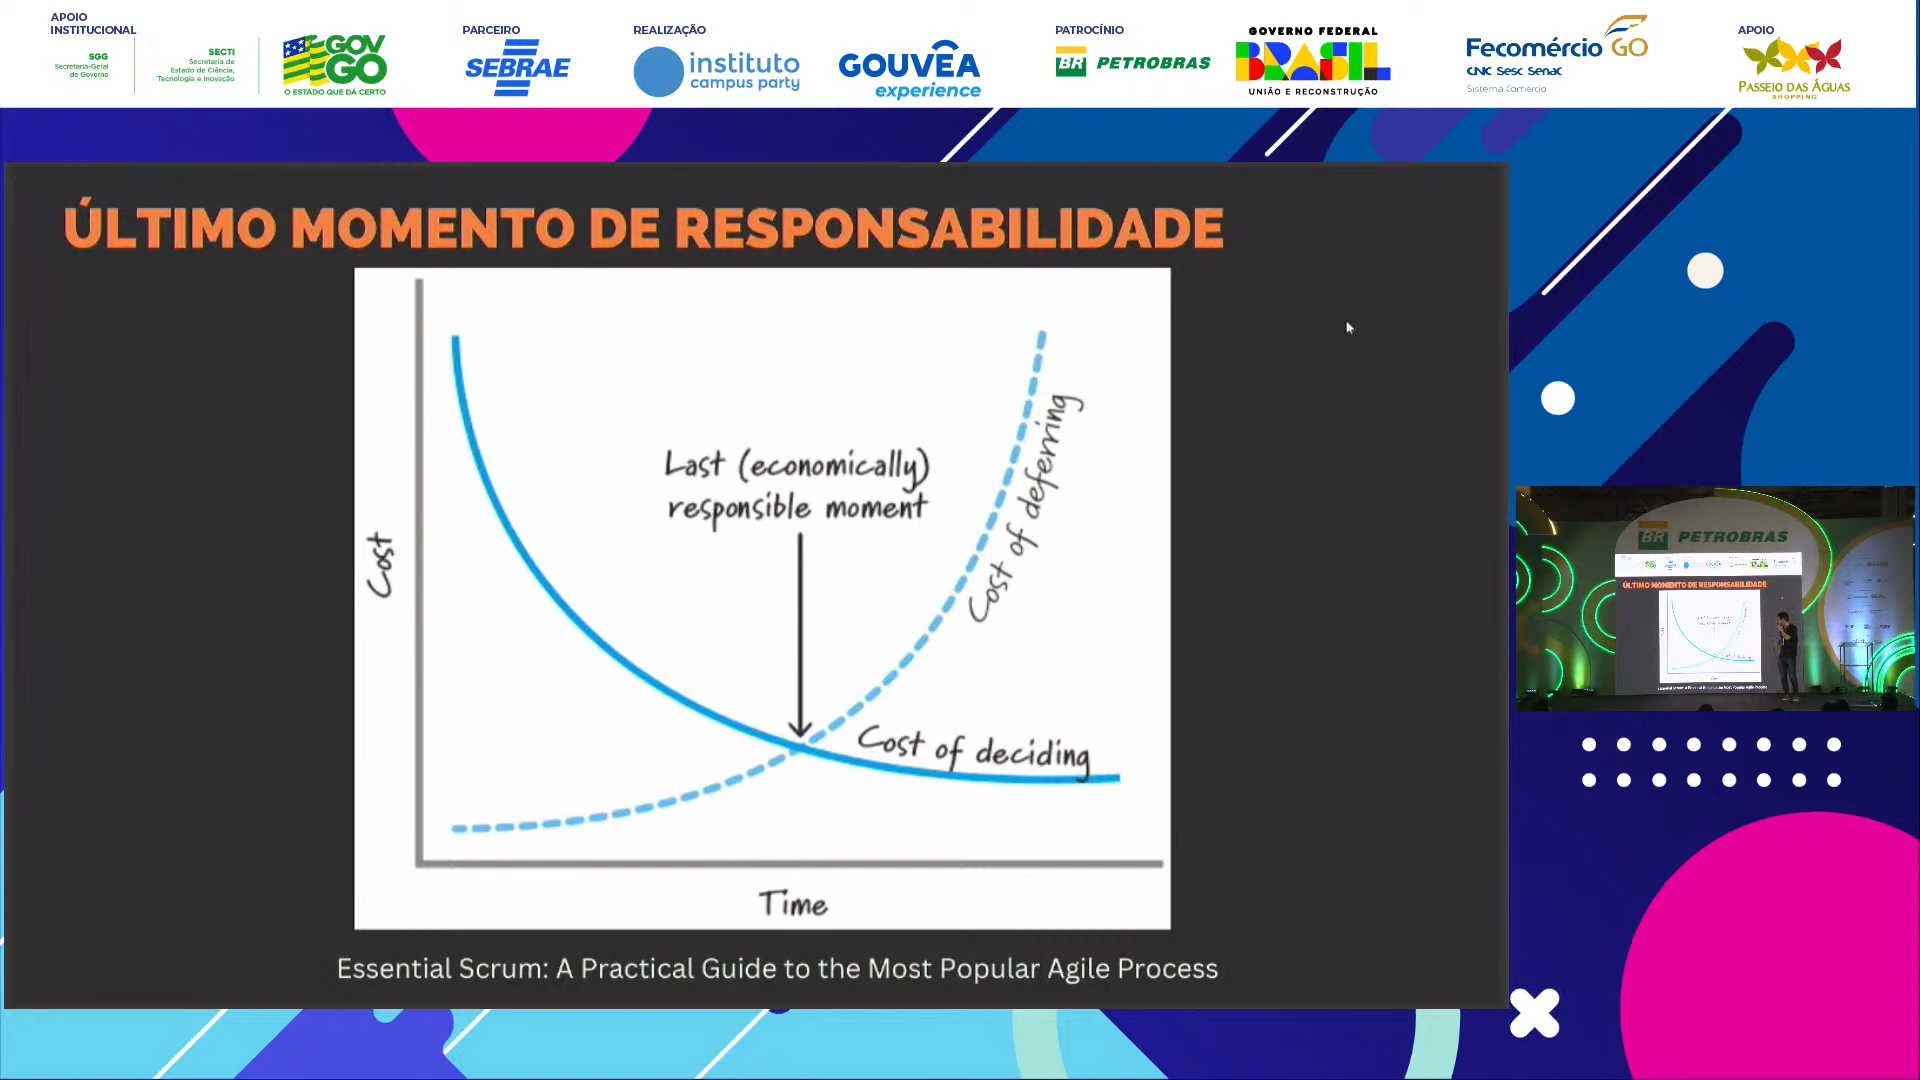 APOIO
INSTITUCIONAL
SGG
Secretaria-Geral
de Governo
SECTI
Secretaria de
Estado de Ciência,
Tecnologia e Inovação
GOV
GO
O ESTADO QUE DÁ CERTO
PARCEIRO
SEBRAE
REALIZAÇÃO
instituto
campus party
GOUVÊA
experience
PATROCÍNIO
BR PETROBRAS
GOVERNO FEDERAL
BRASIL
UNIÃO E RECONSTRUÇÃO
Fecomércio GO
CNC Sesc Senac
Sistema Comércio
APOIO
PASSEIO DAS ÁGUAS
SHOPPING
ÚLTIMO MOMENTO DE RESPONSABILIDADE
Last (economically)
responsible moment
Cost of deferring
Cost
Cost of deciding
Time
Essential Scrum: A Practical Guide to the Most Popular Agile Process
BR PETROBRAS
ÚLTIMO MOMENTO DE RESPONSABILIDADE